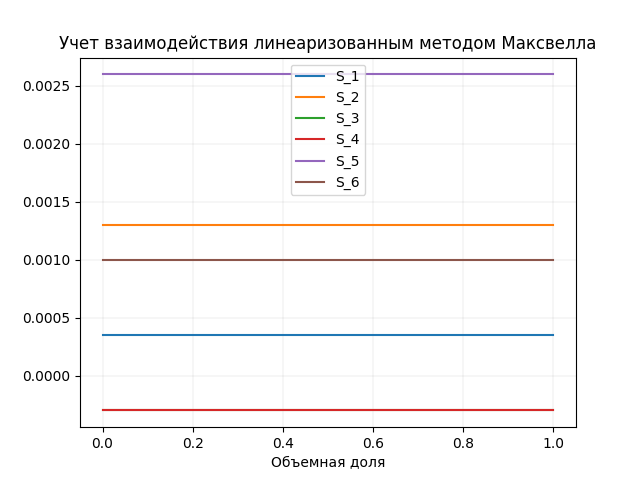 Учет взаимодействия линеаризованным методом Максвелла
0.0025
0.0020
0.0015
0.0010
0.0005
0.0000
S_1
S_2
S_3
S_4
S_5
S_6
0.0 0.2 0.4 0.6 0.8 1.0
Объемная доля